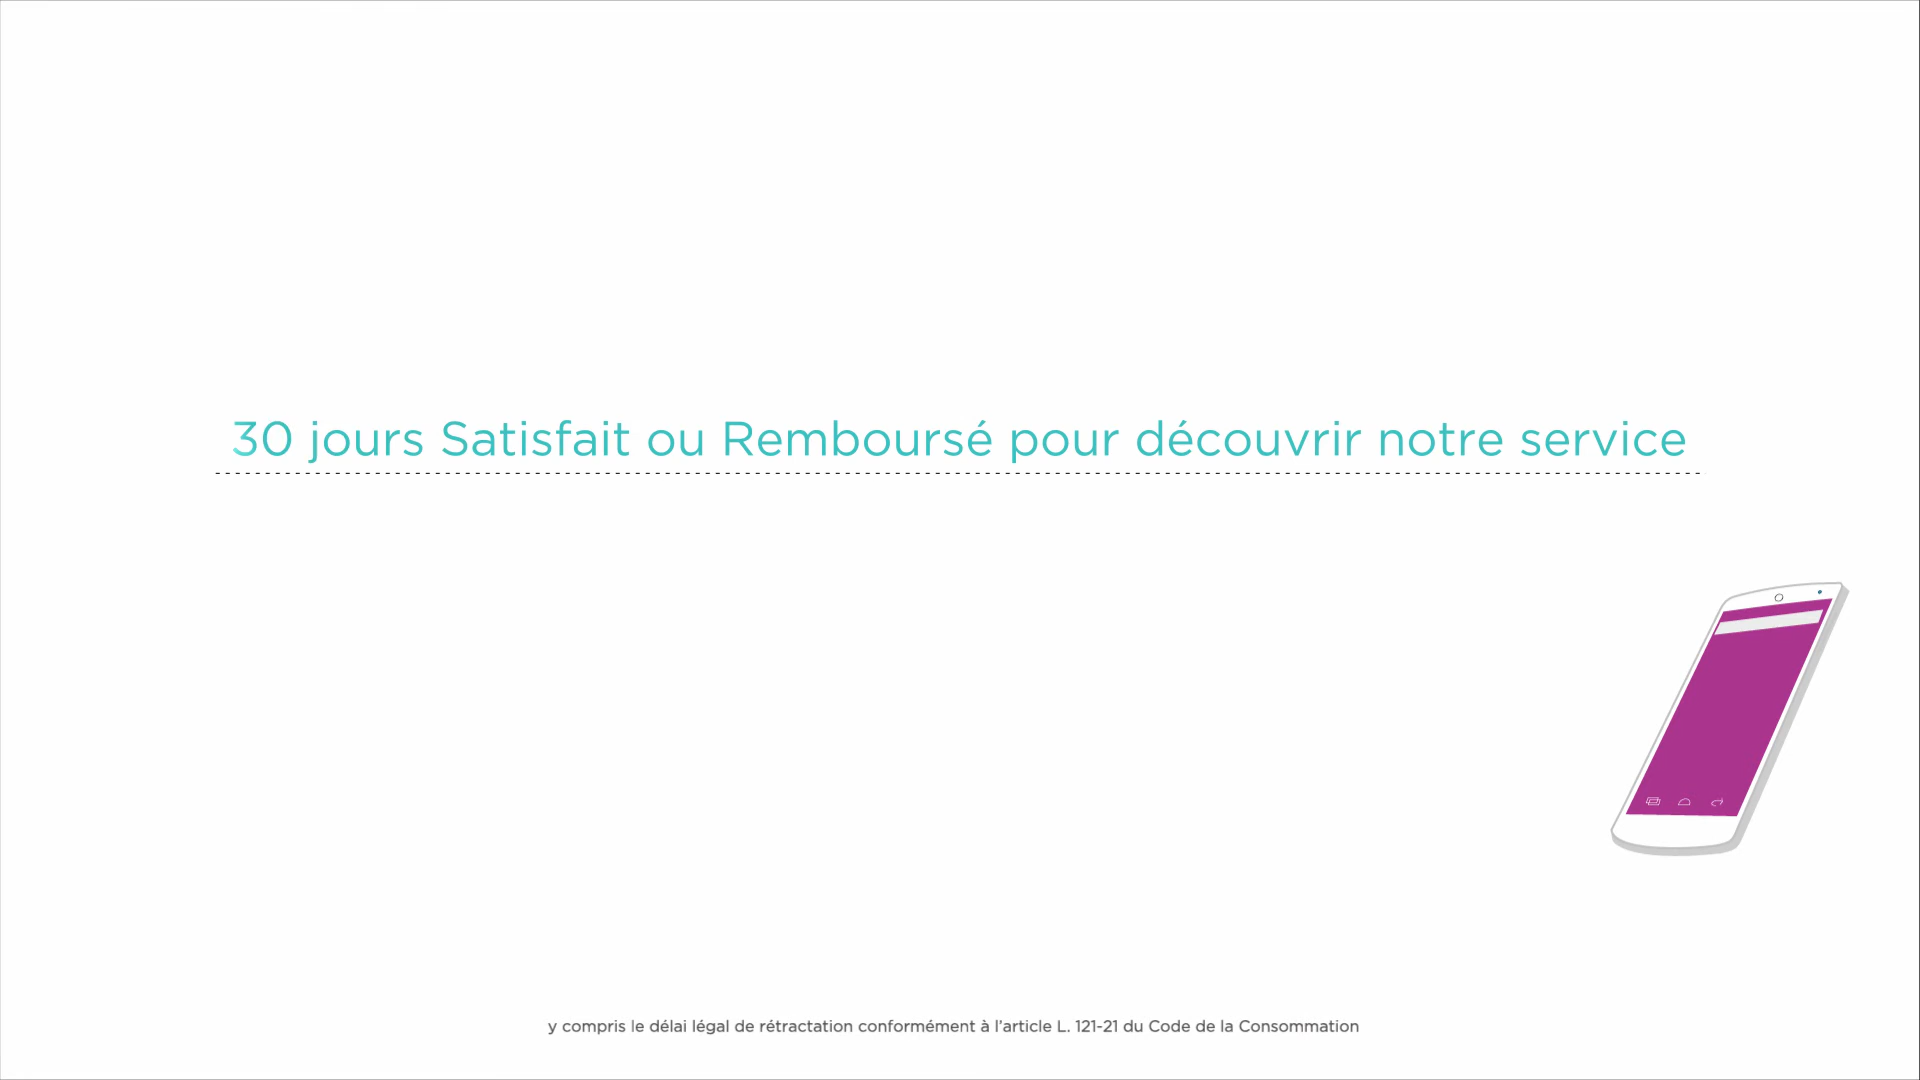 30 jours Satisfait ou Remboursé pour découvrir notre service
y compris le délai légal de rétractation conformément à l'article L. 121-21 du Code de la Consommation